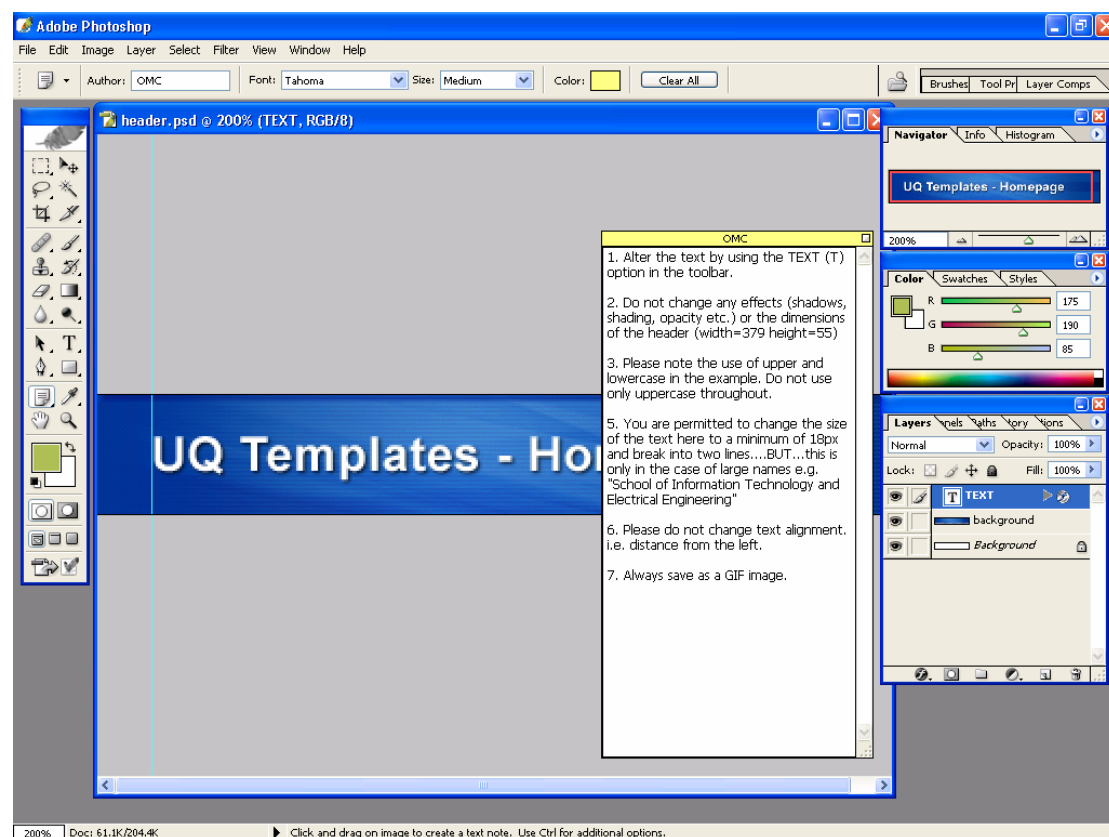 Adobe Photoshop
File Edit Image Layer Select Filter View Window Help
Author: OMC Font: Tahoma Size: Medium Color: Clear All
Brushes Tool Pr Layer Comps
header.psd @ 200% (TEXT, RGB/8)
Navigator Info Histogram
UQ Templates - Homepage
200%
Color Swatches Styles
R 175
G 190
B 85
OMC
1. Alter the text by using the TEXT (T)
option in the toolbar.
2. Do not change any effects (shadows,
shading, opacity etc.) or the dimensions
of the header (width=379 height=55)
3. Please note the use of upper and
lowercase in the example. Do not use
only uppercase throughout.
5. You are permitted to change the size
of the text here to a minimum of 18px
and break into two lines....BUT...this is
only in the case of large names e.g.
"School of Information Technology and
Electrical Engineering"
6. Please do not change text alignment.
i.e. distance from the left.
7. Always save as a GIF image.
UQ Templates - Ho
Layers nnels Paths tory tions
Normal Opacity: 100%
Lock: Fill: 100%
T TEXT
background
Background
200% Doc: 61.1K/204.4K Click and drag on image to create a text note. Use Ctrl for additional options.